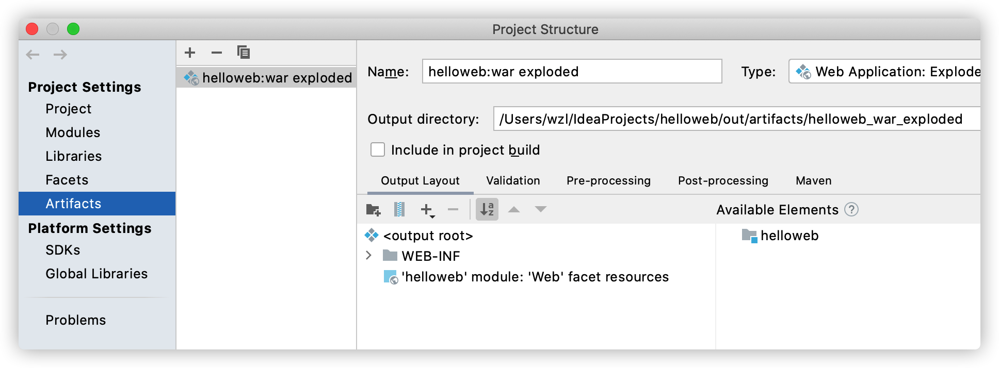 Project Structure
Project Settings
Project
Modules
Libraries
Facets
Artifacts
Platform Settings
SDKs
Global Libraries
Problems
helloweb:war exploded
Name: helloweb:war exploded Type: Web Application: Explode
Output directory: /Users/wzl/IdeaProjects/helloweb/out/artifacts/helloweb_war_exploded
Include in project build
Output Layout Validation Pre-processing Post-processing Maven
Available Elements ?
<output root>
WEB-INF
'helloweb' module: 'Web' facet resources
helloweb